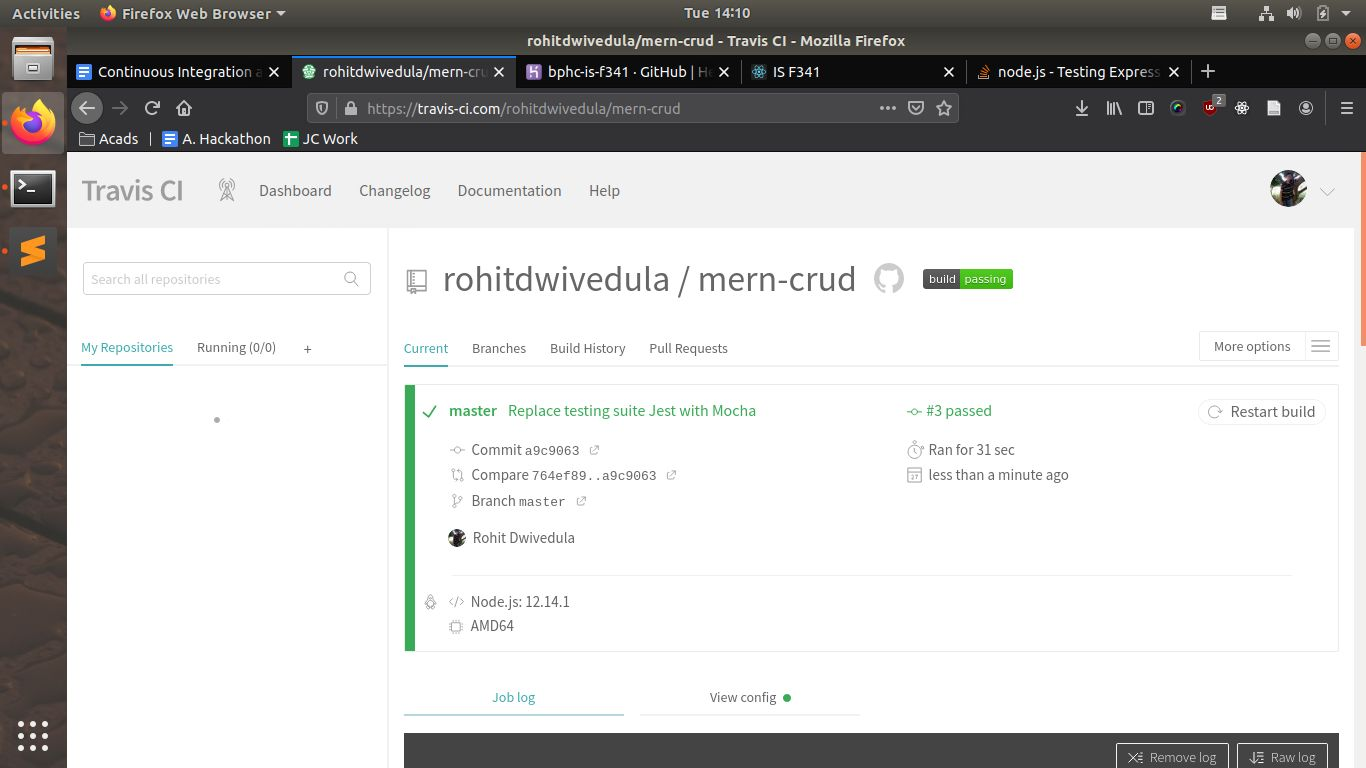 Activities Firefox Web Browser Tue 14:10
rohitdwivedula/mern-crud - Travis CI - Mozilla Firefox
Continuous Integration a rohitdwivedula/mern-cru bphc-is-f341 · GitHub | He IS F341 node.js - Testing Express
https://travis-ci.com/rohitdwivedula/mern-crud 2
Acads A. Hackathon JC Work
Travis CI Dashboard Changelog Documentation Help
Search all repositories
rohitdwivedula / mern-crud build passing
My Repositories Running (0/0) +
Current Branches Build History Pull Requests More options
master Replace testing suite Jest with Mocha #3 passed Restart build
Commit a9c9063 Ran for 31 sec
Compare 764ef89..a9c9063 less than a minute ago
Branch master
Rohit Dwivedula
Node.js: 12.14.1
AMD64
Job log View config
Remove log Raw log